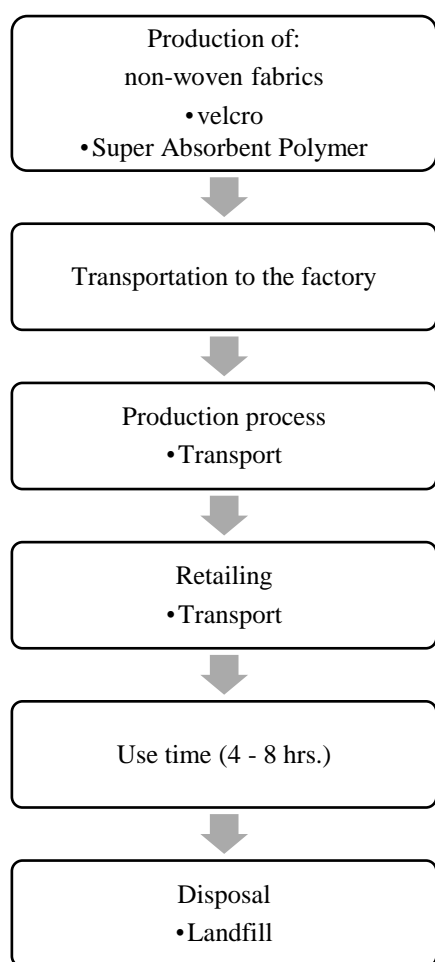 Production of:
non-woven fabrics
•velcro
•Super Absorbent Polymer
Transportation to the factory
Production process
•Transport
Retailing
•Transport
Use time (4 - 8 hrs.)
Disposal
•Landfill